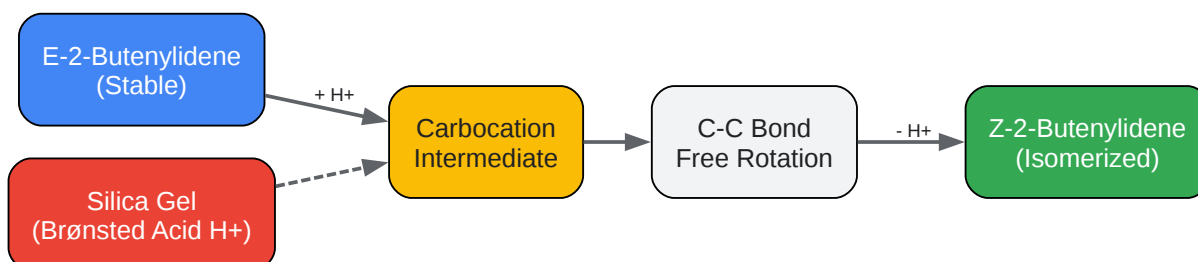 E-2-Butenylidene
(Stable)
+ H+
Silica Gel
(Brønsted Acid H+)
Carbocation
Intermediate
C-C Bond
Free Rotation
- H+
Z-2-Butenylidene
(Isomerized)